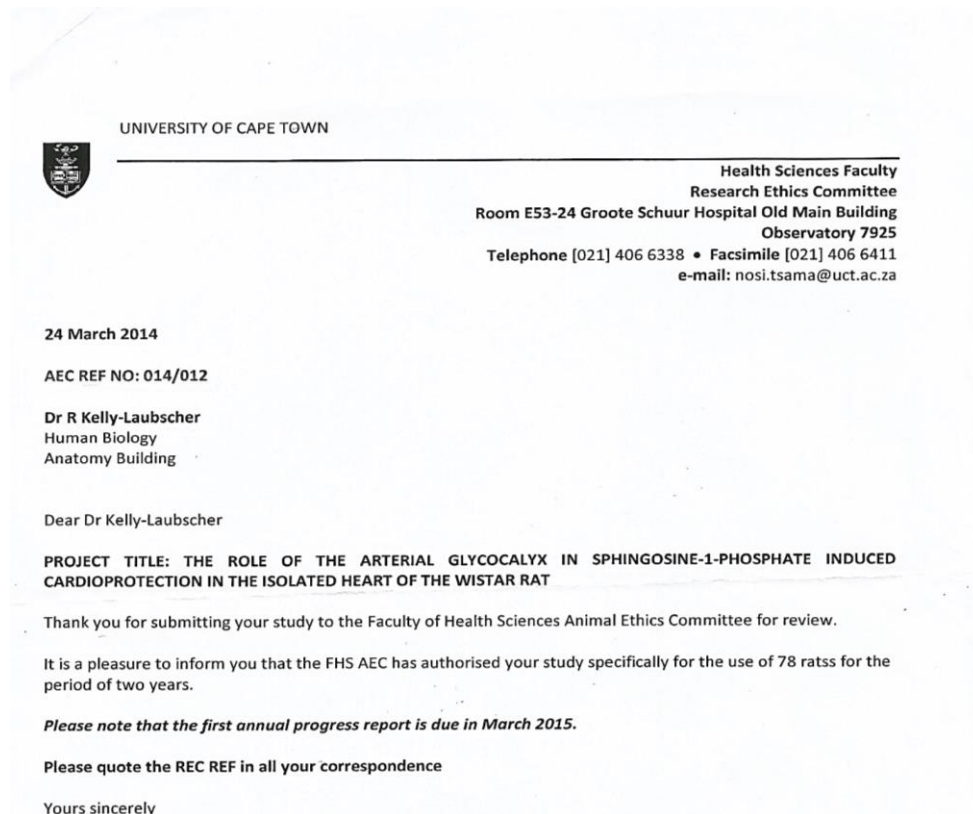 UNIVERSITY OF CAPE TOWN
Health Sciences Faculty
Research Ethics Committee
Room E53-24 Groote Schuur Hospital Old Main Building
Observatory 7925
Telephone [021] 406 6338 • Facsimile [021] 406 6411
e-mail: nosi.tsama@uct.ac.za
24 March 2014
AEC REF NO: 014/012
Dr R Kelly-Laubscher
Human Biology
Anatomy Building
Dear Dr Kelly-Laubscher
PROJECT TITLE: THE ROLE OF THE ARTERIAL GLYCOCALYX IN SPHINGOSINE-1-PHOSPHATE INDUCED
CARDIOPROTECTION IN THE ISOLATED HEART OF THE WISTAR RAT
Thank you for submitting your study to the Faculty of Health Sciences Animal Ethics Committee for review.
It is a pleasure to inform you that the FHS AEC has authorised your study specifically for the use of 78 ratss for the
period of two years.
Please note that the first annual progress report is due in March 2015.
Please quote the REC REF in all your correspondence
Yours sincerely